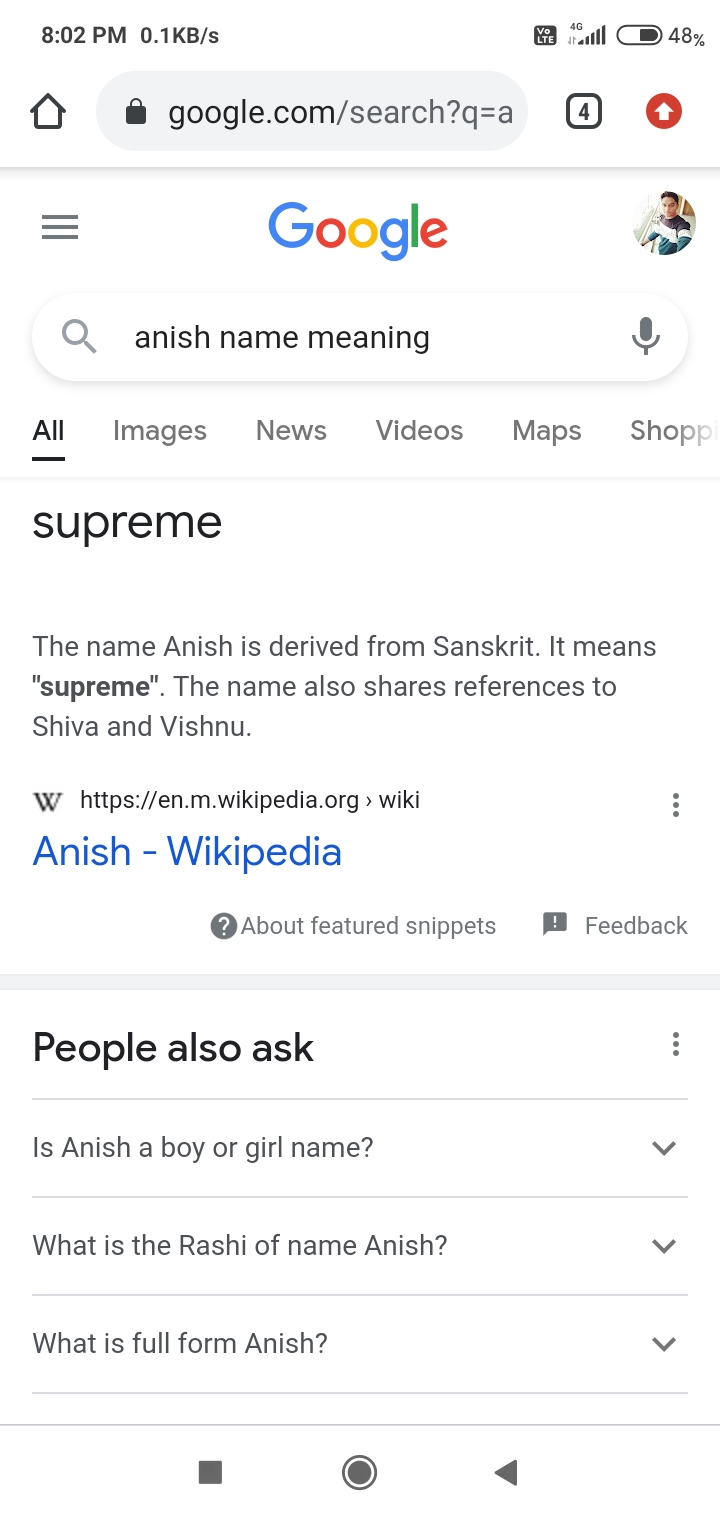 8:02 PM 0.1KB/s Vo LTE 4G 48%
google.com/search?q=a 4
Google
anish name meaning
All Images News Videos Maps Shoppi
supreme
The name Anish is derived from Sanskrit. It means
"supreme". The name also shares references to
Shiva and Vishnu.
W https://en.m.wikipedia.org › wiki
Anish - Wikipedia
About featured snippets Feedback
People also ask
Is Anish a boy or girl name?
What is the Rashi of name Anish?
What is full form Anish?